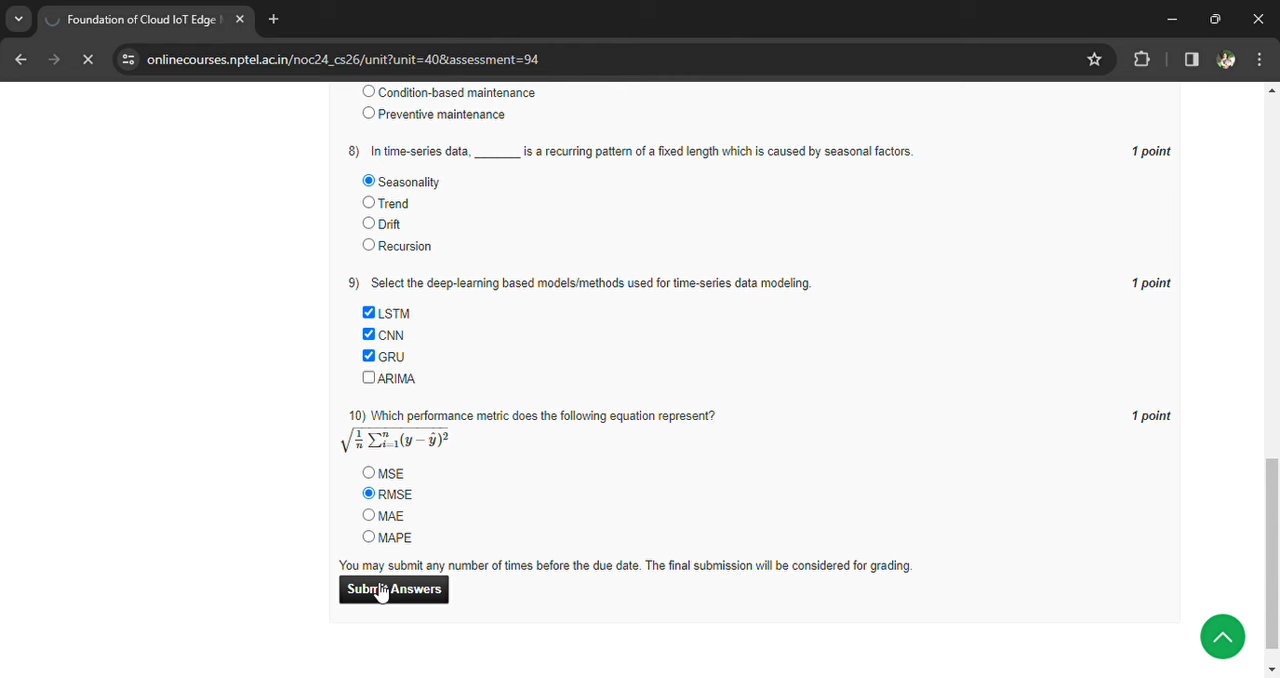 Foundation of Cloud IoT Edge
onlinecourses.nptel.ac.in/noc24_cs26/unit?unit=40&assessment=94
Condition-based maintenance
Preventive maintenance
8) In time-series data, _______ is a recurring pattern of a fixed length which is caused by seasonal factors. 1 point
Seasonality
Trend
Drift
Recursion
9) Select the deep-learning based models/methods used for time-series data modeling. 1 point
LSTM
CNN
GRU
ARIMA
10) Which performance metric does the following equation represent? 1 point
√(1/n ∑ⁿᵢ₌₁(y − ŷ)²)
MSE
RMSE
MAE
MAPE
You may submit any number of times before the due date. The final submission will be considered for grading.
Submit Answers